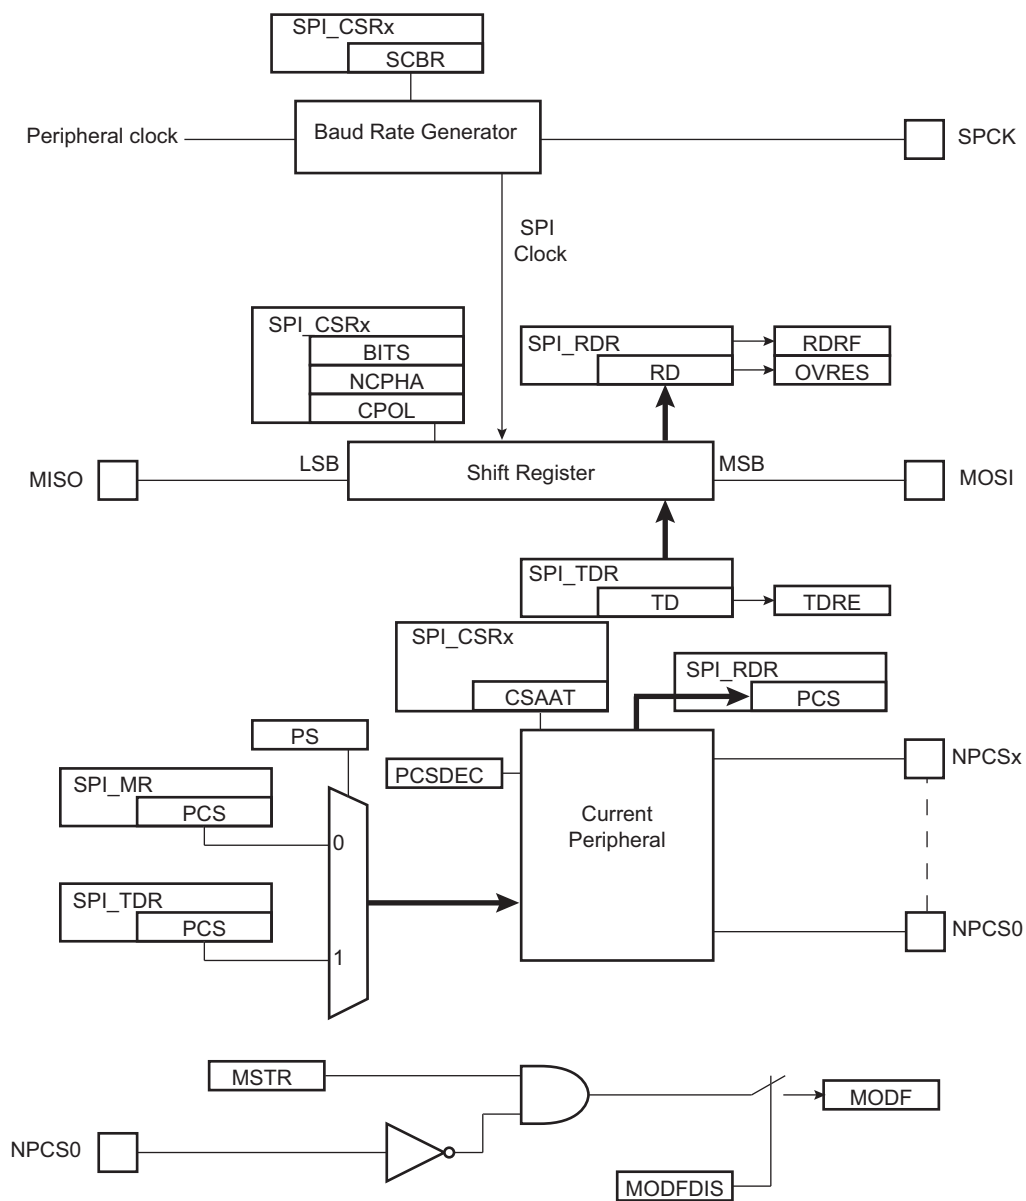 SPI_CSRx
SCBR
Peripheral clock
Baud Rate Generator
SPCK
SPI
Clock
SPI_CSRx
BITS
NCPHA
CPOL
SPI_RDR
RD
RDRF
OVRES
MISO
LSB
Shift Register
MSB
MOSI
SPI_TDR
TD
TDRE
SPI_CSRx
CSAAT
SPI_RDR
PCS
PS
PCSDEC
NPCSx
SPI_MR
PCS
0
Current
Peripheral
SPI_TDR
PCS
1
NPCS0
MSTR
MODF
NPCS0
MODFDIS